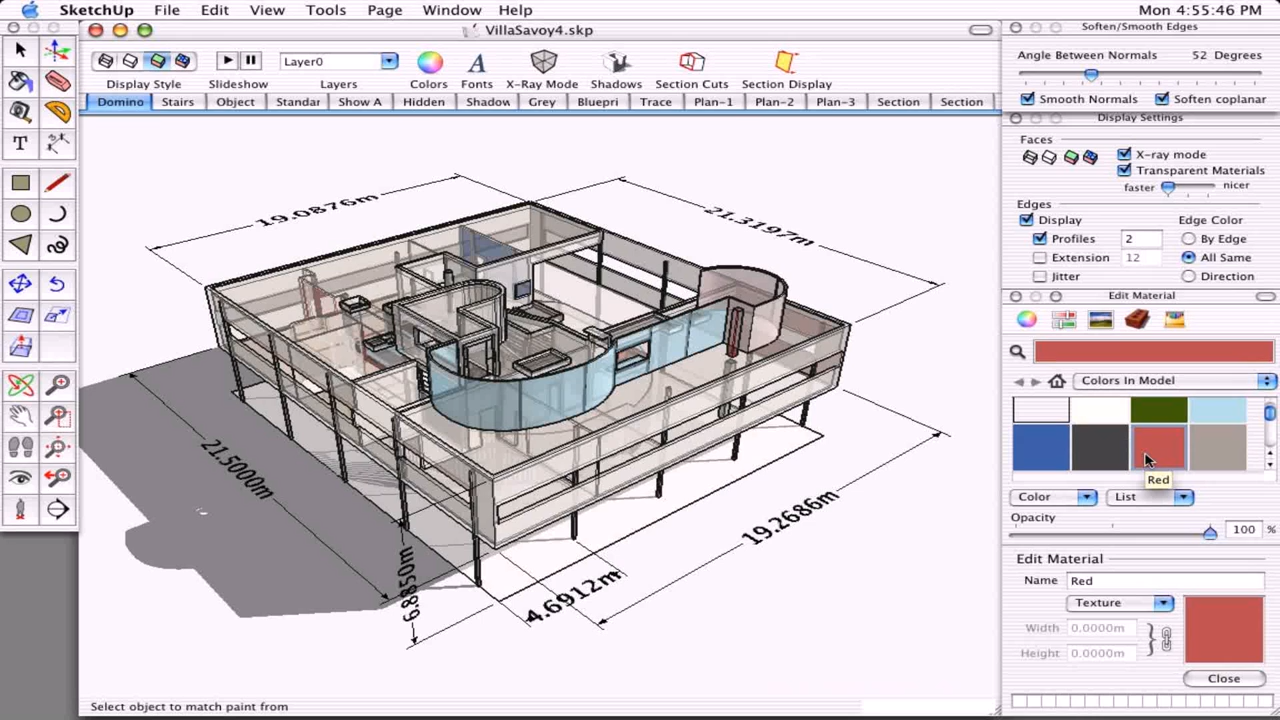 SketchUp File Edit View Tools Page Window Help Mon 4:55:46 PM
VillaSavoy4.skp
Layer0
Display Style Slideshow Layers Colors Fonts X-Ray Mode Shadows Section Cuts Section Display
Domino Stairs Object Standar Show A Hidden Shadow Grey Bluepri Trace Plan-1 Plan-2 Plan-3 Section Section
19.0876m
21.3197m
21.5000m
6.8850m
4.6912m
19.2686m
Select object to match paint from
Soften/Smooth Edges
Angle Between Normals 52 Degrees
Smooth Normals Soften coplanar
Display Settings
Faces
X-ray mode
Transparent Materials
faster nicer
Edges
Display Edge Color
Profiles 2 By Edge
Extension 12 All Same
Jitter Direction
Edit Material
Colors In Model
Red
Color List
Opacity
100 %
Edit Material
Name Red
Texture
Width 0.0000m
Height 0.0000m
Close
T
A